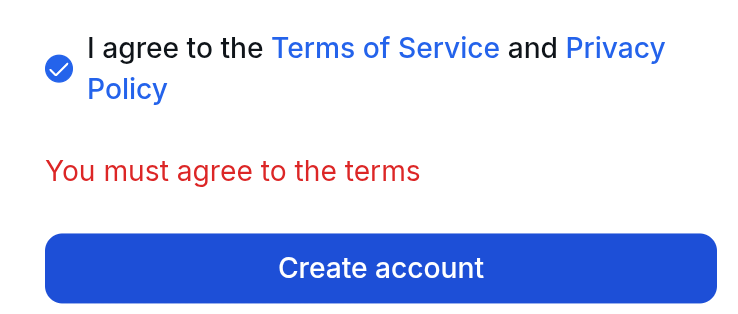 I agree to the Terms of Service and Privacy
Policy
You must agree to the terms
Create account